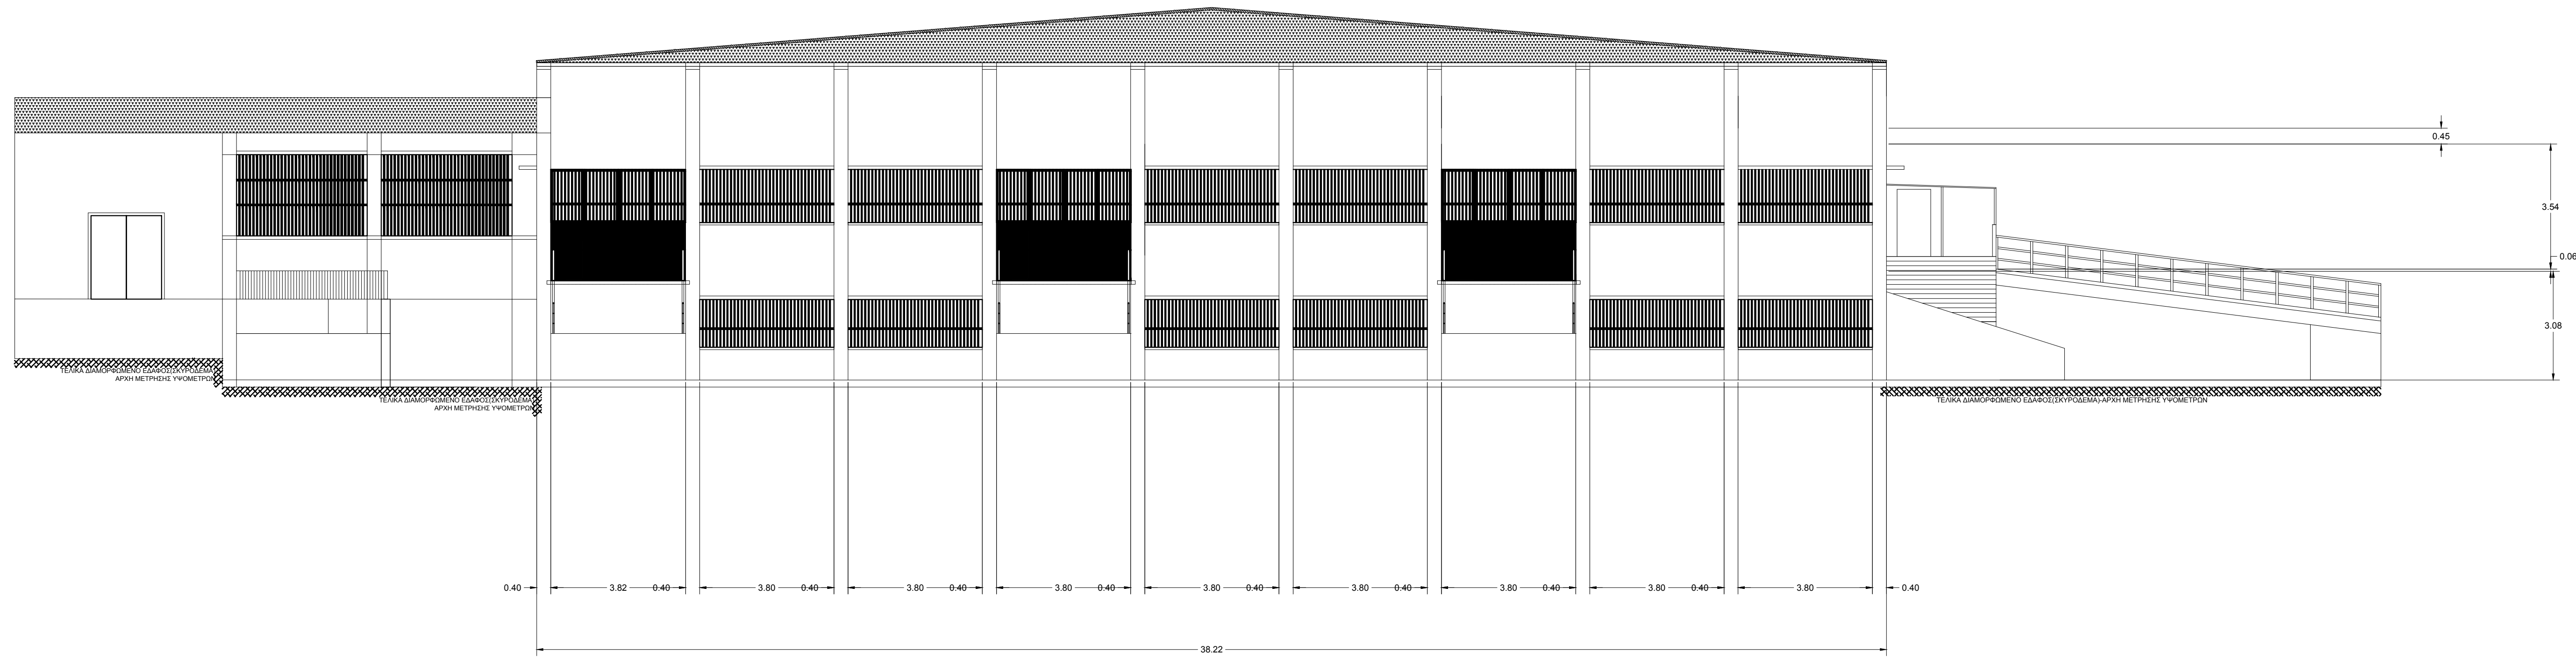 0.45
3.54
0.06
3.08
ΤΕΛΙΚΑ ΔΙΑΜΟΡΦΩΜΕΝΟ ΕΔΑΦΟΣ(ΣΚΥΡΟΔΕΜΑ)
ΑΡΧΗ ΜΕΤΡΗΣΗΣ ΥΨΟΜΕΤΡΩΝ
ΤΕΛΙΚΑ ΔΙΑΜΟΡΦΩΜΕΝΟ ΕΔΑΦΟΣ(ΣΚΥΡΟΔΕΜΑ)
ΑΡΧΗ ΜΕΤΡΗΣΗΣ ΥΨΟΜΕΤΡΩΝ
ΤΕΛΙΚΑ ΔΙΑΜΟΡΦΩΜΕΝΟ ΕΔΑΦΟΣ(ΣΚΥΡΟΔΕΜΑ)-ΑΡΧΗ ΜΕΤΡΗΣΗΣ ΥΨΟΜΕΤΡΩΝ
0.40 3.82 0.40 3.80 0.40 3.80 0.40 3.80 0.40 3.80 0.40 3.80 0.40 3.80 0.40 3.80 0.40 3.80 0.40
38.22